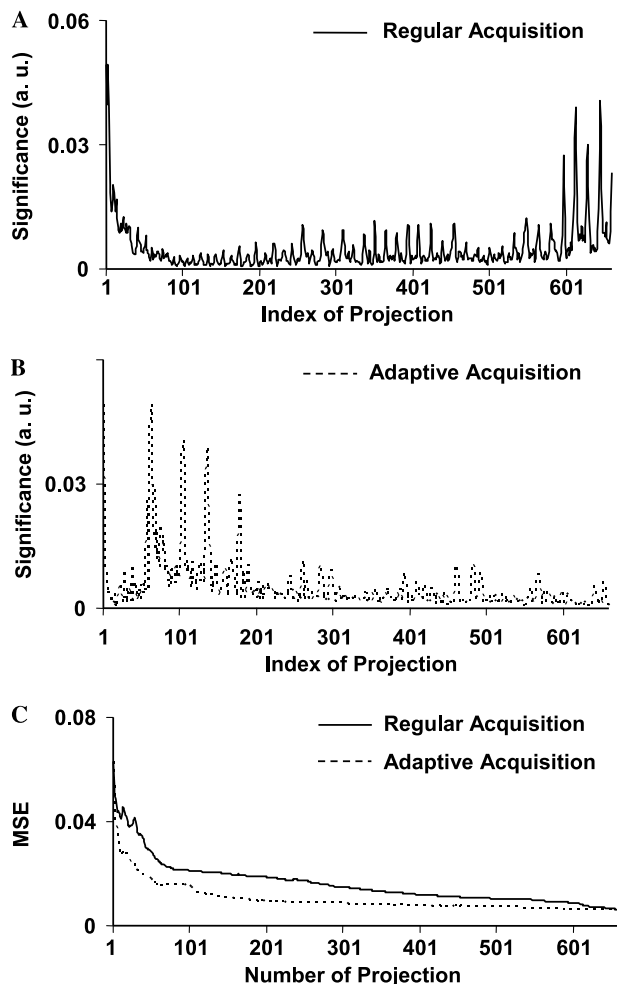 A
0.06
Regular Acquisition
Significance (a. u.)
0.03
0
1 101 201 301 401 501 601
Index of Projection
B
Adaptive Acquisition
Significance (a. u.)
0.03
0
1 101 201 301 401 501 601
Index of Projection
C
0.08
Regular Acquisition
Adaptive Acquisition
MSE
0.04
0
1 101 201 301 401 501 601
Number of Projection